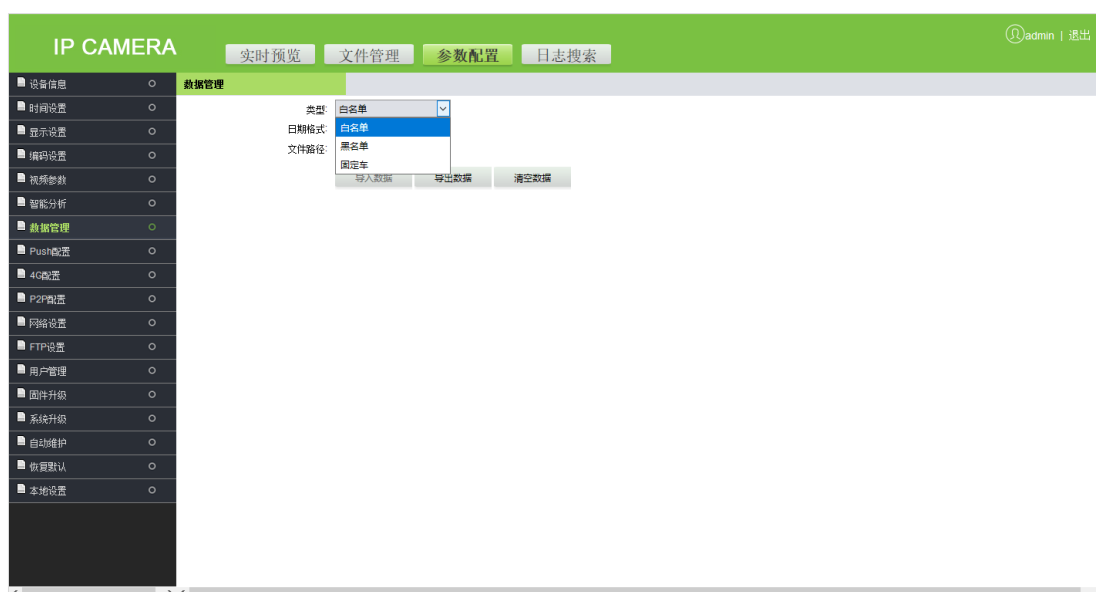 IP CAMERA
实时预览 文件管理 参数配置 日志搜索
admin | 退出
设备信息
时间设置
显示设置
编码设置
视频参数
智能分析
数据管理
Push配置
4G配置
P2P配置
网络设置
FTP设置
用户管理
固件升级
系统升级
自动维护
恢复默认
本地设置
数据管理
类型: 白名单
日期格式: 白名单
文件路径: 黑名单
固定车
导入数据 导出数据 清空数据